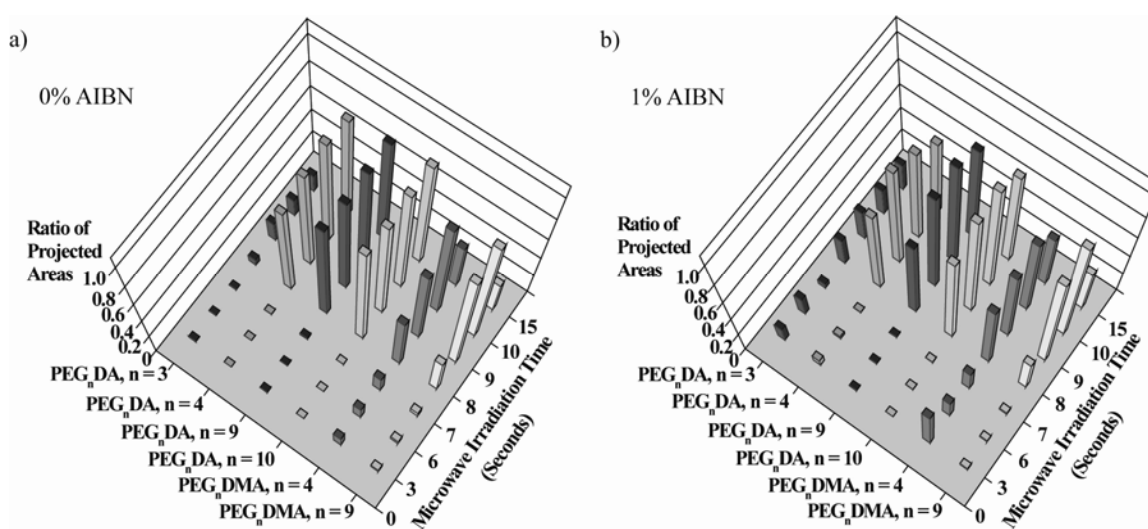 a)
0% AIBN
Ratio of
Projected
Areas
1.0
0.8
0.6
0.4
0.2
0
PEGnDA, n = 3
PEGnDA, n = 4
PEGnDA, n = 9
PEGnDA, n = 10
PEGnDMA, n = 4
PEGnDMA, n = 9
0
3
6
7
8
9
10
15
Microwave Irradiation Time
(Seconds)
b)
1% AIBN
Ratio of
Projected
Areas
1.0
0.8
0.6
0.4
0.2
0
PEGnDA, n = 3
PEGnDA, n = 4
PEGnDA, n = 9
PEGnDA, n = 10
PEGnDMA, n = 4
PEGnDMA, n = 9
0
3
6
7
8
9
10
15
Microwave Irradiation Time
(Seconds)